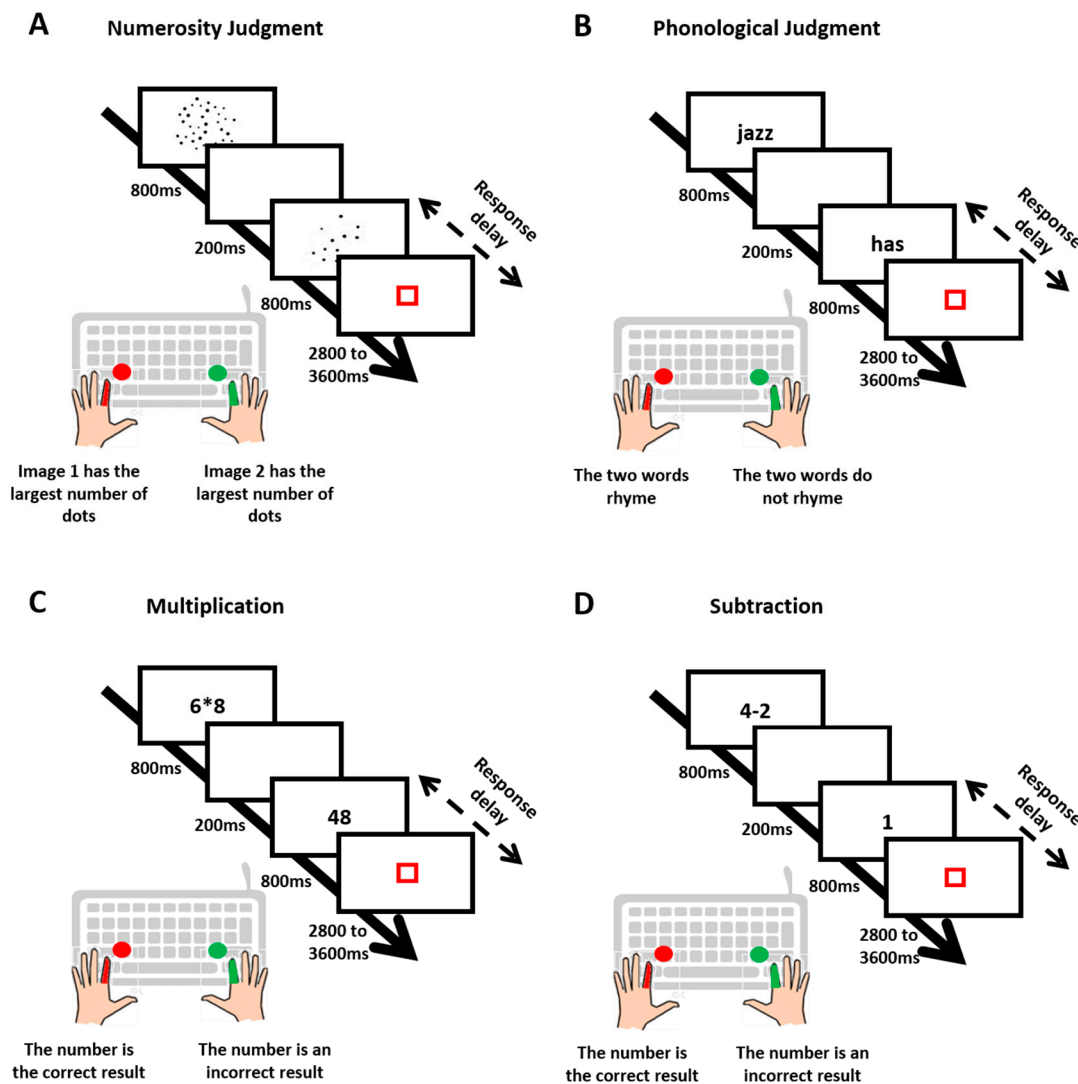 A Numerosity Judgment
800ms
200ms
800ms
2800 to
3600ms
Response
delay
Image 1 has the
largest number of
dots
Image 2 has the
largest number of
dots
B Phonological Judgment
jazz
800ms
200ms
has
800ms
2800 to
3600ms
Response
delay
The two words
rhyme
The two words do
not rhyme
C Multiplication
6*8
800ms
200ms
48
800ms
2800 to
3600ms
Response
delay
The number is
the correct result
The number is an
incorrect result
D Subtraction
4-2
800ms
200ms
1
800ms
2800 to
3600ms
Response
delay
The number is
the correct result
The number is an
incorrect result